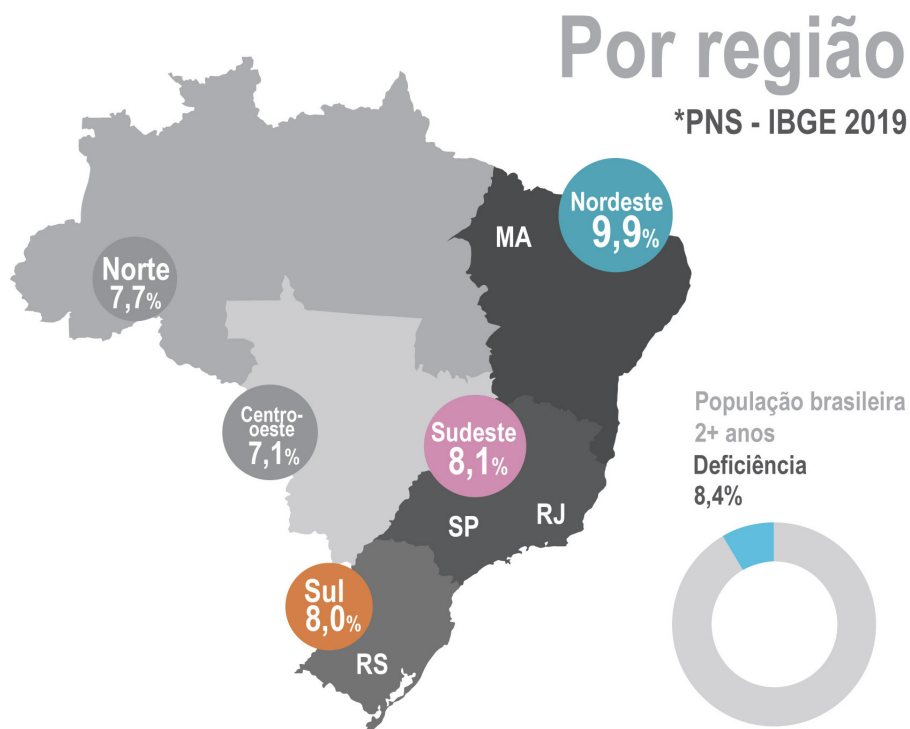 Por região
*PNS - IBGE 2019
Nordeste
9,9%
MA
Norte
7,7%
Centro-
oeste
7,1%
Sudeste
8,1%
SP
RJ
Sul
8,0%
RS
População brasileira
2+ anos
Deficiência
8,4%